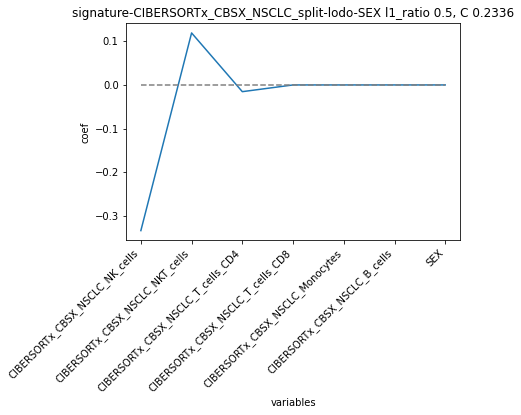 signature-CIBERSORTx_CBSX_NSCLC_split-lodo-SEX l1_ratio 0.5, C 0.2336
0.1
0.0
−0.1
−0.2
−0.3
coef
CIBERSORTx_CBSX_NSCLC_NK_cells
CIBERSORTx_CBSX_NSCLC_NKT_cells
CIBERSORTx_CBSX_NSCLC_T_cells_CD4
CIBERSORTx_CBSX_NSCLC_T_cells_CD8
CIBERSORTx_CBSX_NSCLC_Monocytes
CIBERSORTx_CBSX_NSCLC_B_cells
SEX
variables